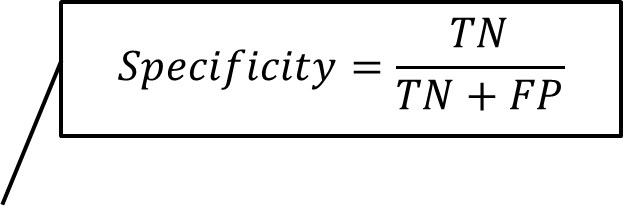 Specificity = TN / TN + FP